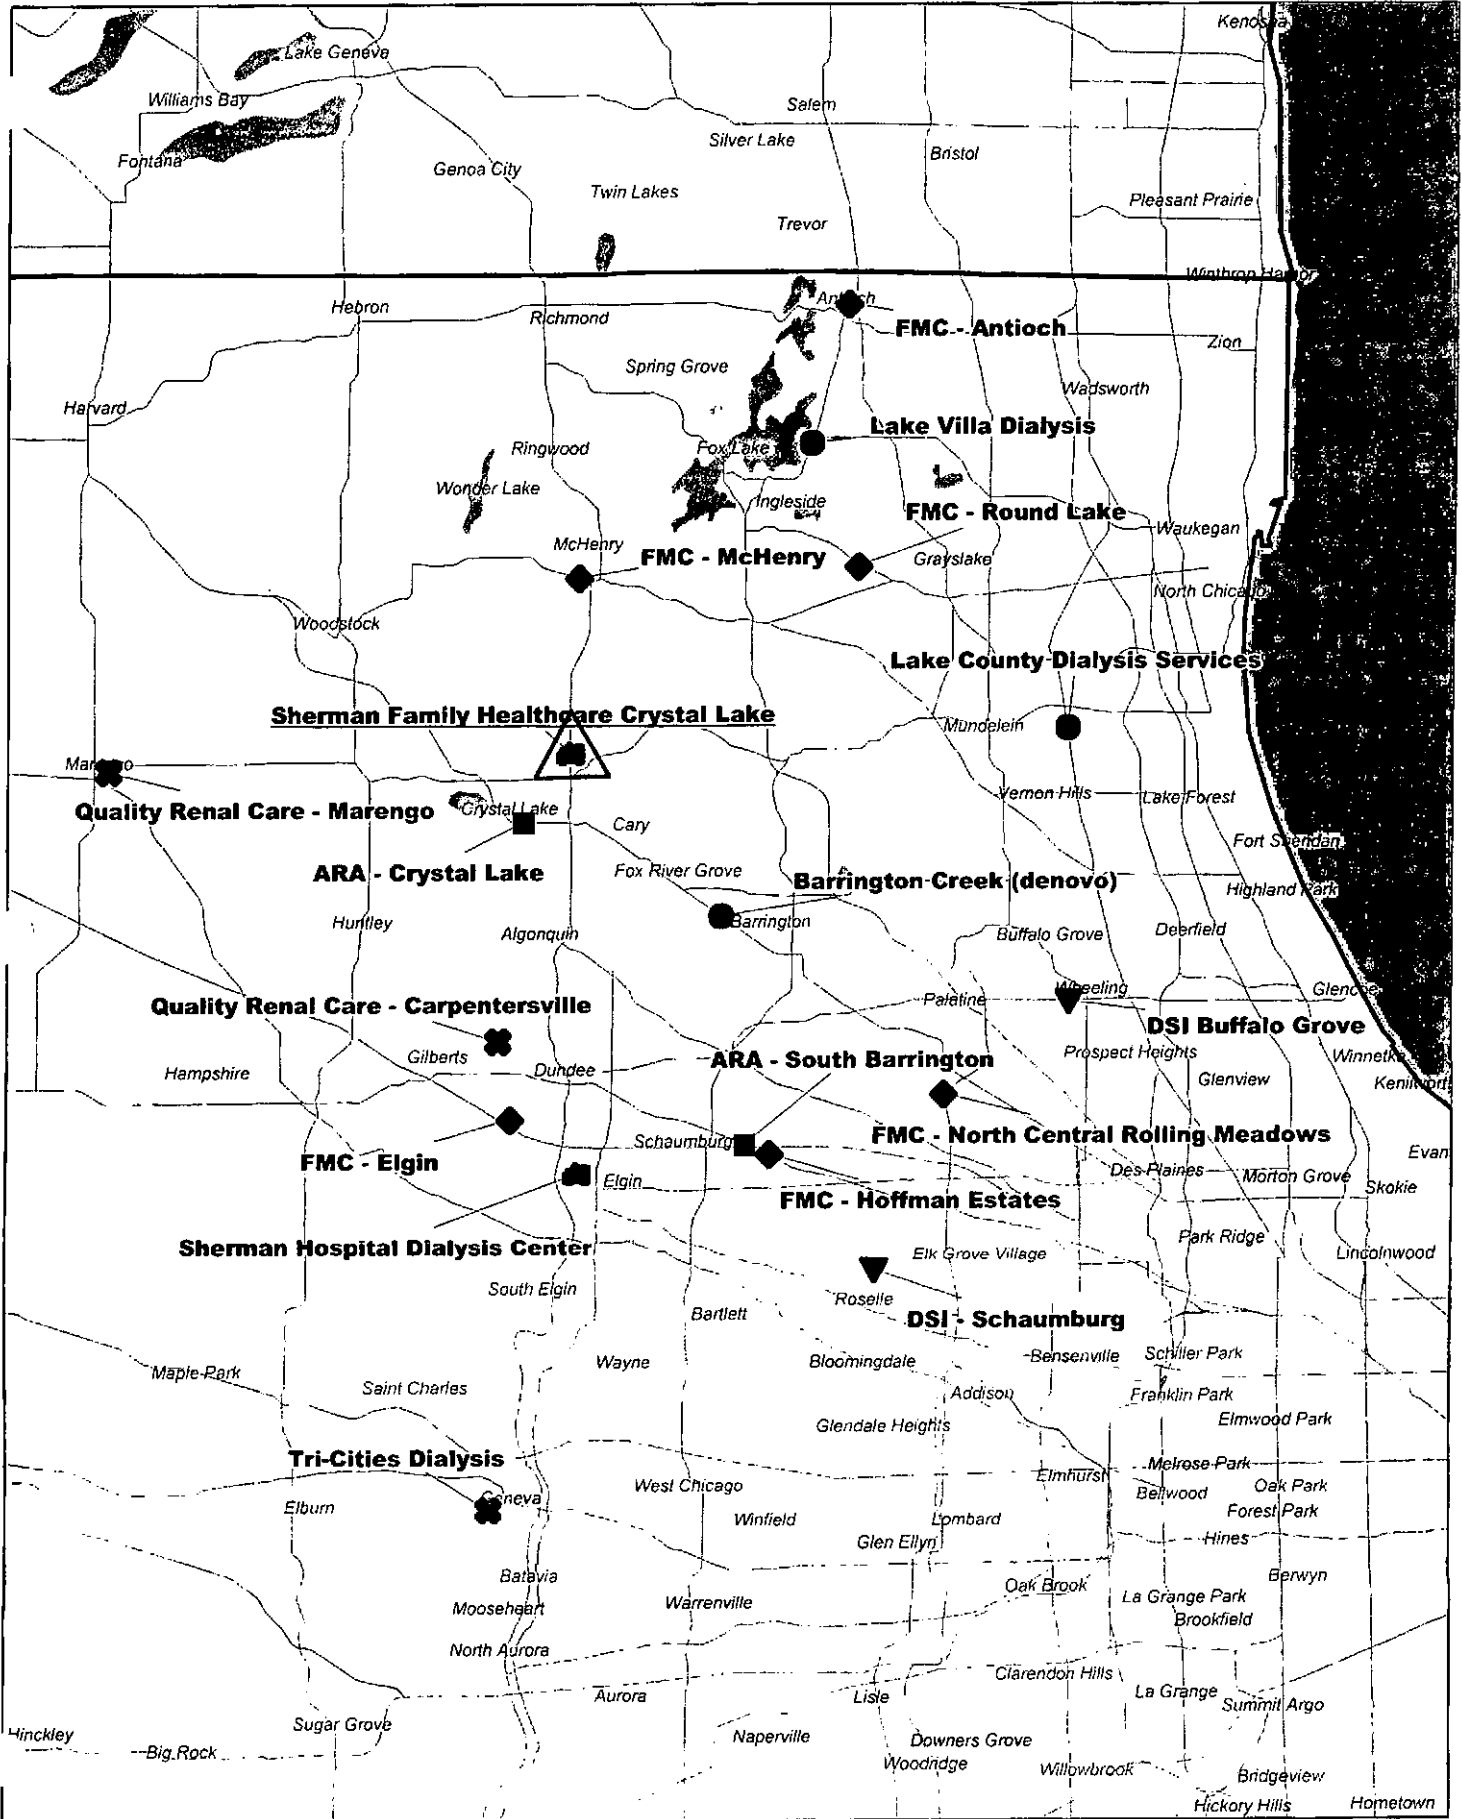 Kenosha
Lake Geneva
Williams Bay
Salem
Silver Lake
Bristol
Fontana
Genoa City
Twin Lakes
Pleasant Prairie
Trevor
Winthrop Harbor
Antioch
Hebron
Richmond
FMC - Antioch
Zion
Spring Grove
Wadsworth
Harvard
Lake Villa Dialysis
Ringwood
Fox Lake
Wonder Lake
Ingleside
FMC - Round Lake
Waukegan
McHenry
FMC - McHenry
Grayslake
North Chicago
Woodstock
Lake County Dialysis Services
Sherman Family Healthcare Crystal Lake
Mundelein
Marengo
Vernon Hills
Lake Forest
Quality Renal Care - Marengo
Crystal Lake
Cary
Fort Sheridan
ARA - Crystal Lake
Fox River Grove
Barrington Creek (denovo)
Highland Park
Huntley
Algonquin
Barrington
Buffalo Grove
Deerfield
Wheeling
Glencoe
Quality Renal Care - Carpentersville
Palatine
DSI Buffalo Grove
Gilberts
Dundee
ARA - South Barrington
Prospect Heights
Winnetka
Hampshire
Glenview
Kenilwort
FMC - North Central Rolling Meadows
Schaumburg
Evan
FMC - Elgin
Elgin
Des Plaines
Morton Grove
Skokie
FMC - Hoffman Estates
Park Ridge
Lincolnwood
Sherman Hospital Dialysis Center
Elk Grove Village
South Elgin
Roselle
Bartlett
DSI - Schaumburg
Wayne
Bloomingdale
Bensenville
Schiller Park
Maple Park
Saint Charles
Addison
Franklin Park
Glendale Heights
Elmwood Park
Tri-Cities Dialysis
Melrose Park
Elmhurst
West Chicago
Bellwood
Oak Park
Geneva
Elburn
Winfield
Lombard
Forest Park
Glen Ellyn
Hines
Batavia
Oak Brook
Berwyn
Mooseheart
Warrenville
La Grange Park
Brookfield
North Aurora
Clarendon Hills
Aurora
Lisle
La Grange
Summit Argo
Hinckley
Sugar Grove
Naperville
Downers Grove
Big Rock
Woodridge
Willowbrook
Bridgeview
Hickory Hills
Hometown